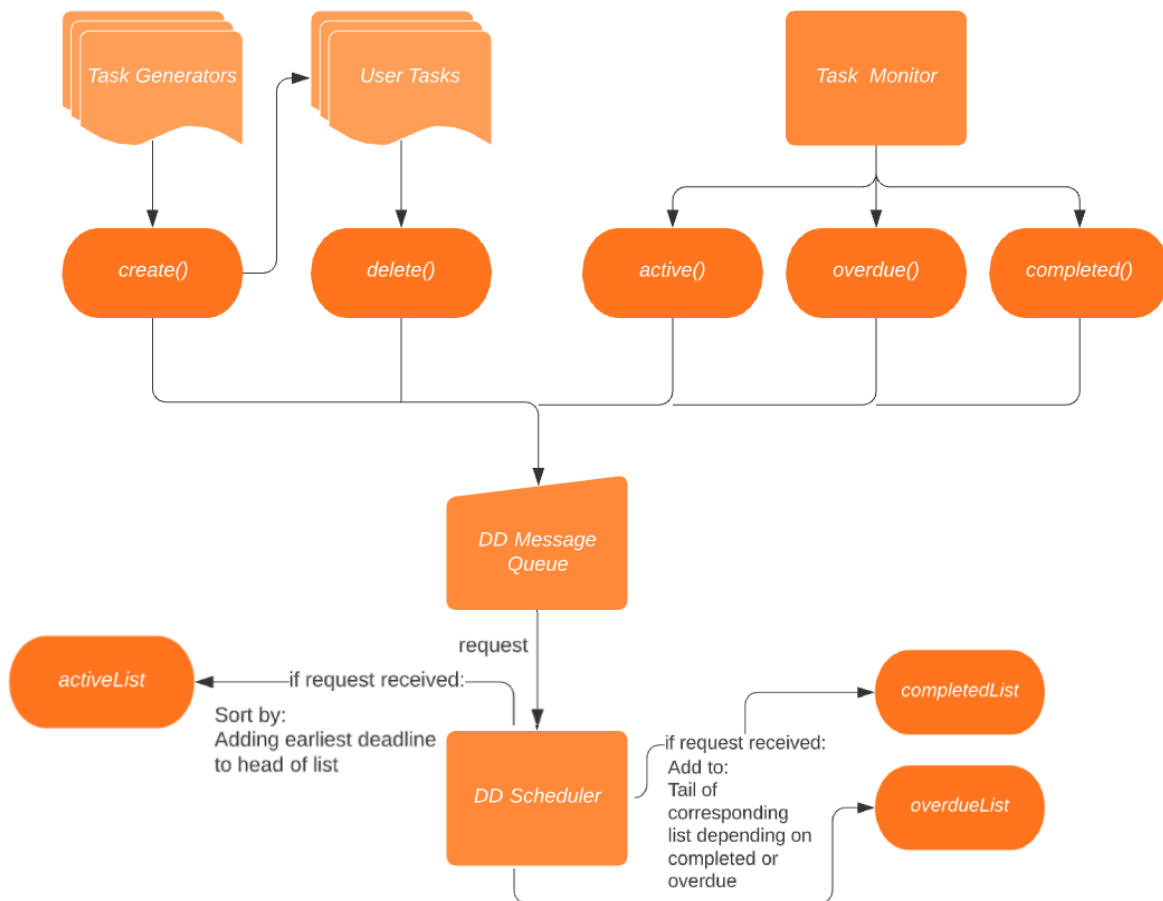 Task Generators
User Tasks
Task Monitor
create()
delete()
active()
overdue()
completed()
DD Message
Queue
request
activeList
if request received:
Sort by:
Adding earliest deadline
to head of list
DD Scheduler
completedList
if request received:
Add to:
Tail of
corresponding
list depending on
completed or
overdue
overdueList